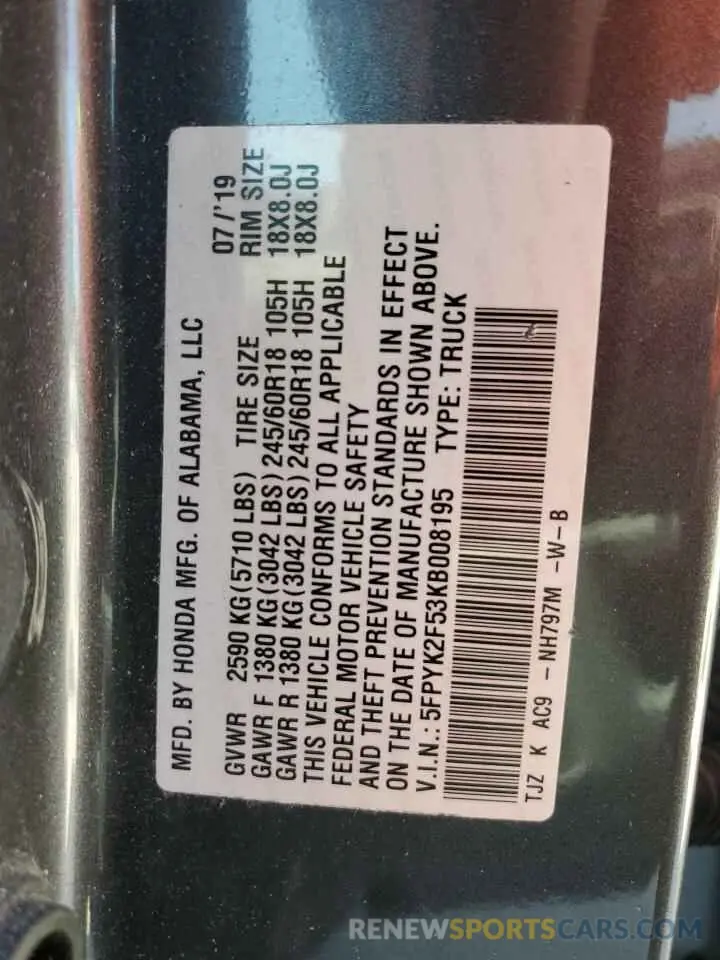 MFD. BY HONDA MFG. OF ALABAMA, LLC 07/'19
GVWR 2590 KG (5710 LBS) TIRE SIZE RIM SIZE
GAWR F 1380 KG (3042 LBS) 245/60R18 105H 18X8.0J
GAWR R 1380 KG (3042 LBS) 245/60R18 105H 18X8.0J
THIS VEHICLE CONFORMS TO ALL APPLICABLE
FEDERAL MOTOR VEHICLE SAFETY
AND THEFT PREVENTION STANDARDS IN EFFECT
ON THE DATE OF MANUFACTURE SHOWN ABOVE.
V.I.N.: 5FPYK2F53KB008195 TYPE: TRUCK
TJZ K AC9 - NH797M -W-B
RENEWSPORTSCARS.COM